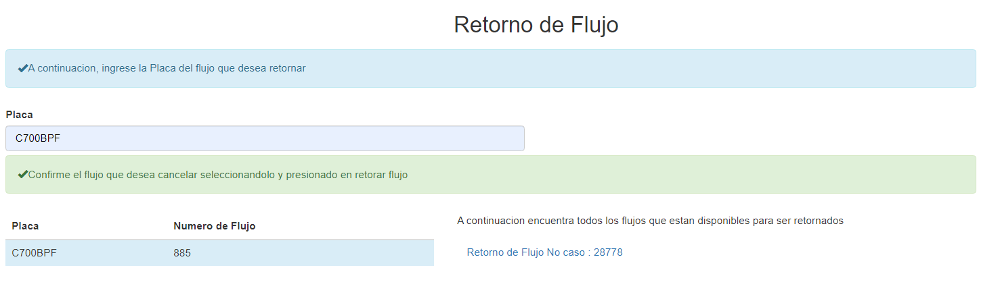 Retorno de Flujo
A continuacion, ingrese la Placa del flujo que desea retornar
Placa
C700BPF
Confirme el flujo que desea cancelar seleccionandolo y presionado en retorar flujo
Placa Numero de Flujo
C700BPF 885
A continuacion encuentra todos los flujos que estan disponibles para ser retornados
Retorno de Flujo No caso : 28778